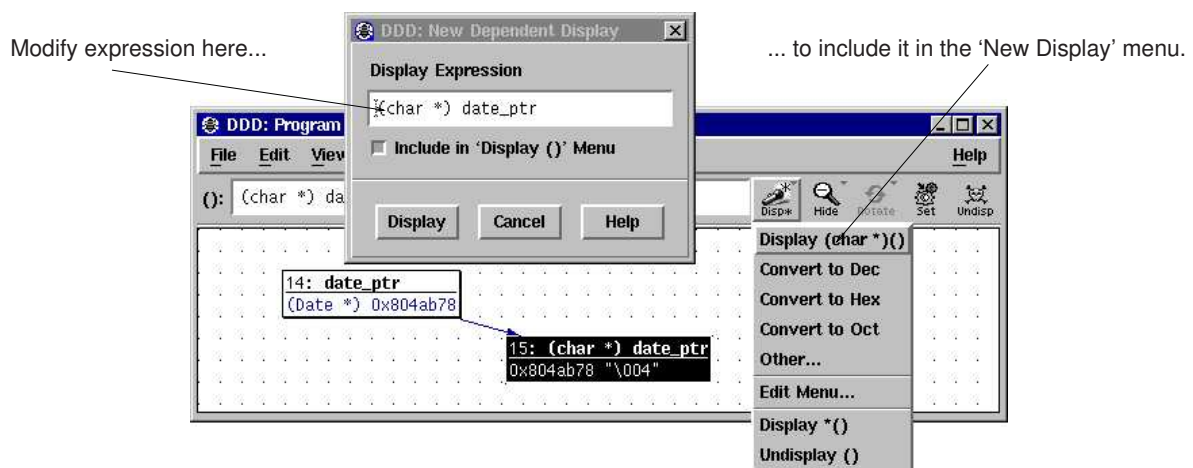 DDD: New Dependent Display
Modify expression here...
... to include it in the ‘New Display’ menu.
Display Expression
(char *) date_ptr
Include in ‘Display ()’ Menu
Display Cancel Help
DDD: Program
File Edit View Help
(): (char *) da
Disp* Hide Rotate Set Undisp
14: date_ptr
(Date *) 0x804ab78
15: (char *) date_ptr
0x804ab78 "\004"
Display (char *)()
Convert to Dec
Convert to Hex
Convert to Oct
Other...
Edit Menu...
Display *()
Undisplay ()